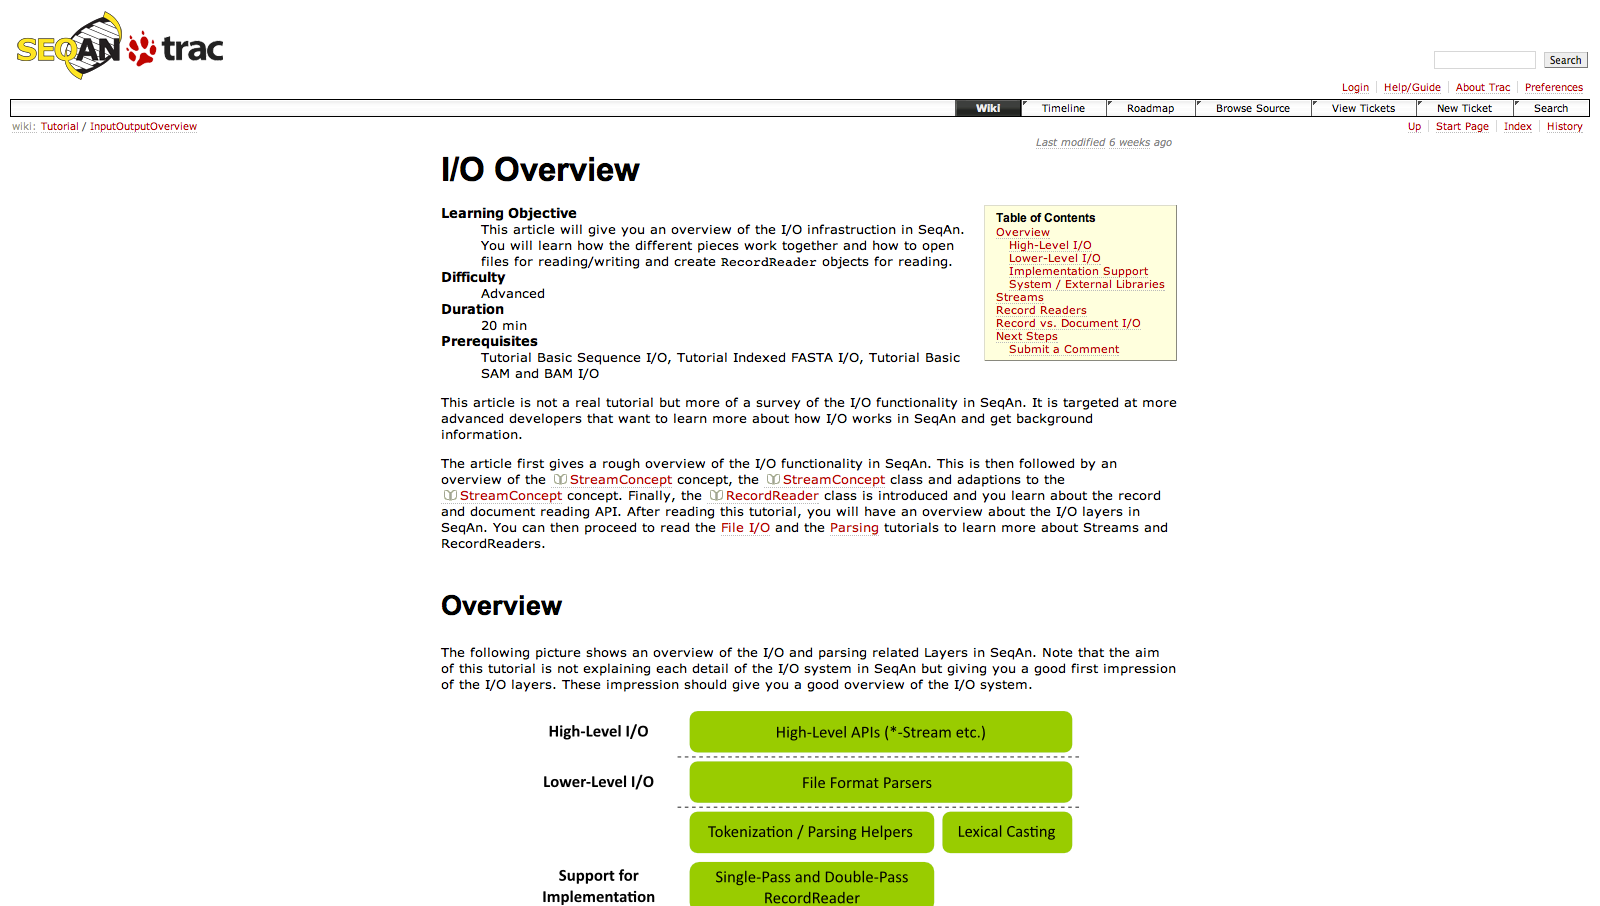 SEQAN trac
Search
Login Help/Guide About Trac Preferences
Wiki Timeline Roadmap Browse Source View Tickets New Ticket Search
wiki: Tutorial / InputOutputOverview
Up Start Page Index History
Last modified 6 weeks ago
I/O Overview
Learning Objective
This article will give you an overview of the I/O infrastruction in SeqAn.
You will learn how the different pieces work together and how to open
files for reading/writing and create RecordReader objects for reading.
Difficulty
Advanced
Duration
20 min
Prerequisites
Tutorial Basic Sequence I/O, Tutorial Indexed FASTA I/O, Tutorial Basic
SAM and BAM I/O
Table of Contents
Overview
High-Level I/O
Lower-Level I/O
Implementation Support
System / External Libraries
Streams
Record Readers
Record vs. Document I/O
Next Steps
Submit a Comment
This article is not a real tutorial but more of a survey of the I/O functionality in SeqAn. It is targeted at more
advanced developers that want to learn more about how I/O works in SeqAn and get background
information.
The article first gives a rough overview of the I/O functionality in SeqAn. This is then followed by an
overview of the StreamConcept concept, the StreamConcept class and adaptions to the
StreamConcept concept. Finally, the RecordReader class is introduced and you learn about the record
and document reading API. After reading this tutorial, you will have an overview about the I/O layers in
SeqAn. You can then proceed to read the File I/O and the Parsing tutorials to learn more about Streams and
RecordReaders.
Overview
The following picture shows an overview of the I/O and parsing related Layers in SeqAn. Note that the aim
of this tutorial is not explaining each detail of the I/O system in SeqAn but giving you a good first impression
of the I/O layers. These impression should give you a good overview of the I/O system.
High-Level I/O
High-Level APIs (*-Stream etc.)
Lower-Level I/O
File Format Parsers
Tokenization / Parsing Helpers
Lexical Casting
Support for
Implementation
Single-Pass and Double-Pass
RecordReader